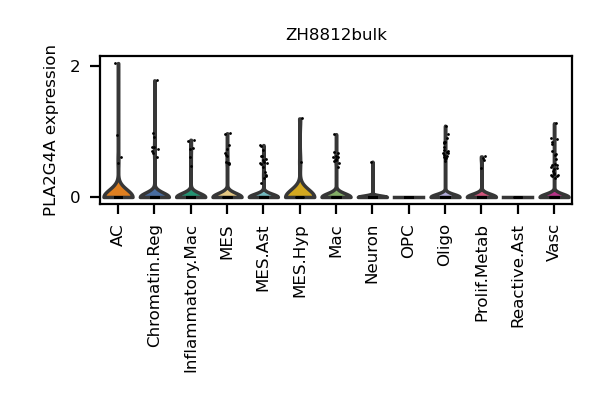 ZH8812bulk
PLA2G4A expression
2
0
AC
Chromatin.Reg
Inflammatory.Mac
MES
MES.Ast
MES.Hyp
Mac
Neuron
OPC
Oligo
Prolif.Metab
Reactive.Ast
Vasc